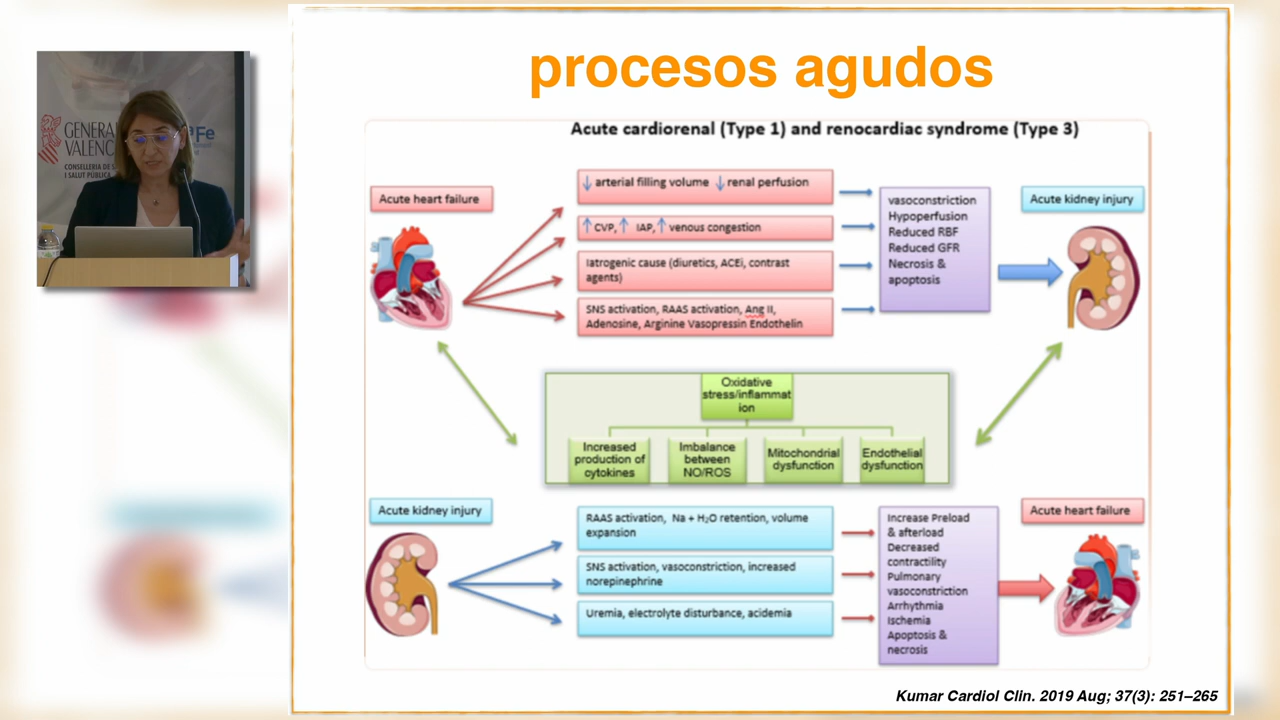 procesos agudos
Acute cardiorenal (Type 1) and renocardiac syndrome (Type 3)
Acute heart failure
↓ arterial filling volume ↓ renal perfusion
↑ CVP, ↑ IAP, ↑ venous congestion
Iatrogenic cause (diuretics, ACEi, contrast
agents)
SNS activation, RAAS activation, Ang II,
Adenosine, Arginine Vasopressin Endothelin
vasoconstriction
Hypoperfusion
Reduced RBF
Reduced GFR
Necrosis &
apoptosis
Acute kidney injury
Oxidative
stress/inflammat
ion
Increased
production of
cytokines
Imbalance
between
NO/ROS
Mitochondrial
dysfunction
Endothelial
dysfunction
Acute kidney injury
RAAS activation, Na + H₂O retention, volume
expansion
SNS activation, vasoconstriction, increased
norepinephrine
Uremia, electrolyte disturbance, acidemia
Increase Preload
& afterload
Decreased
contractility
Pulmonary
vasoconstriction
Arrhythmia
Ischemia
Apoptosis &
necrosis
Acute heart failure
Kumar Cardiol Clin. 2019 Aug; 37(3): 251–265
GENERA
VALENC
CONSELLERIA DE S
I SALUT PÚBLICA
aFe